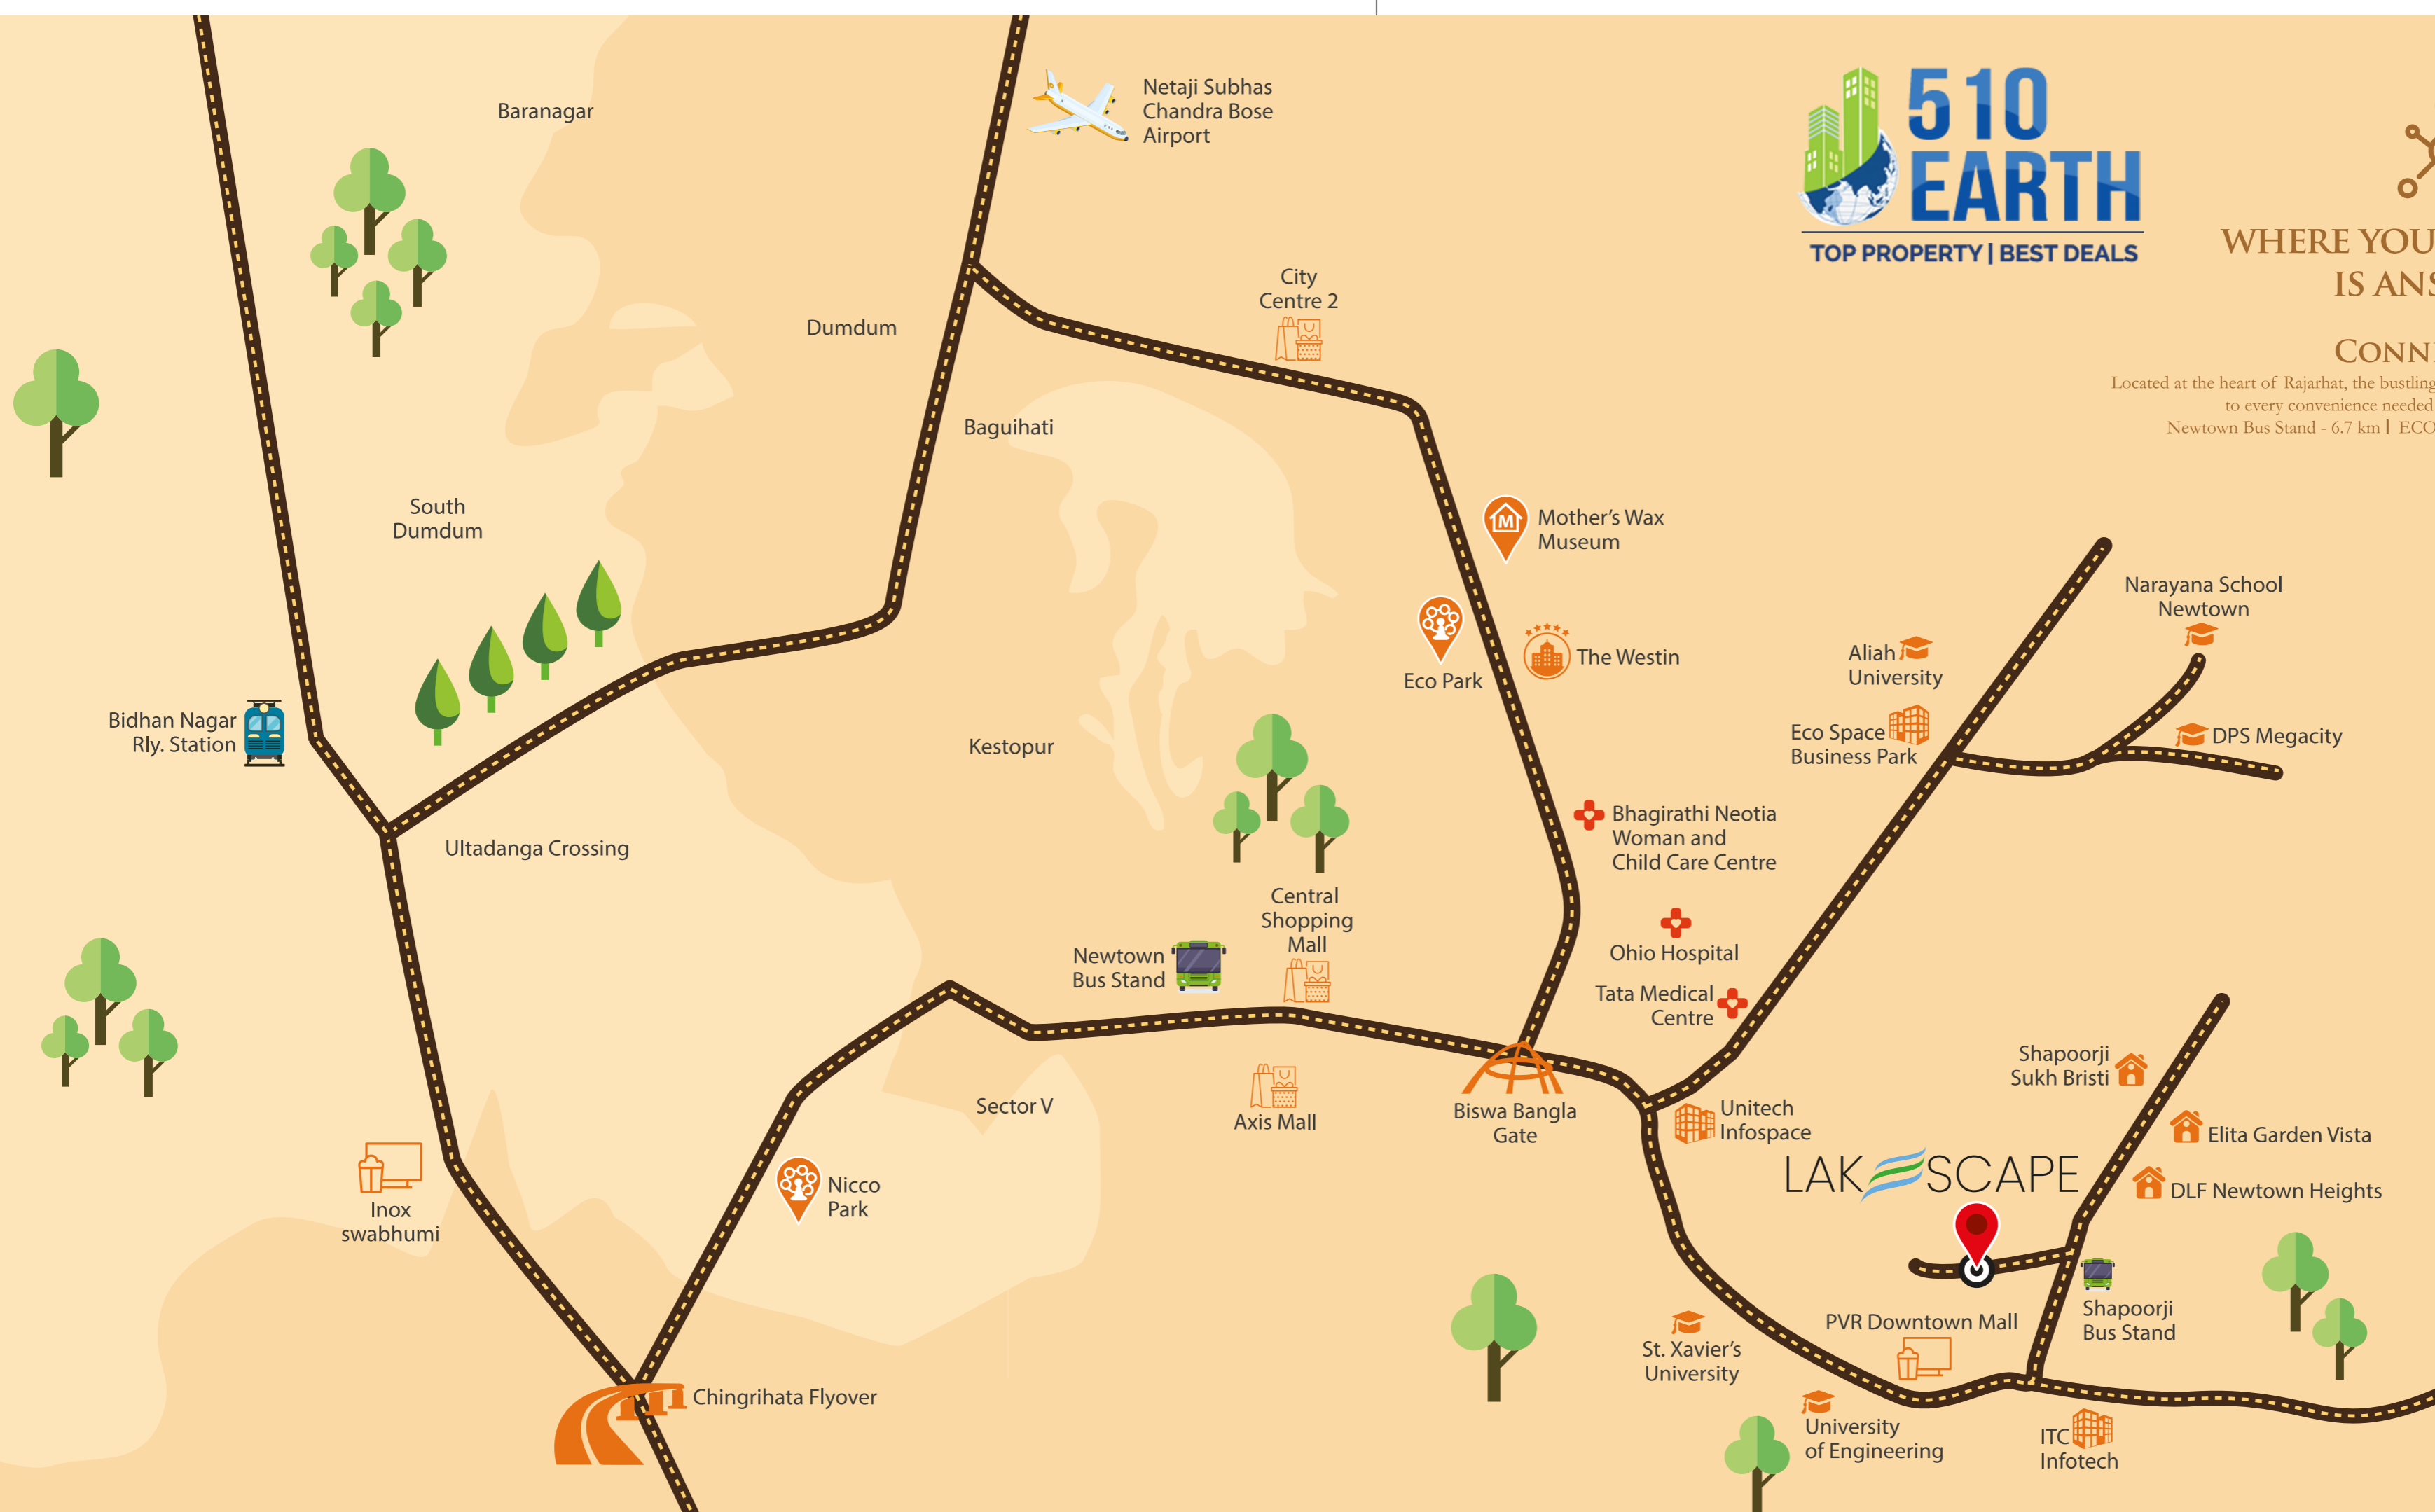 Baranagar
Netaji Subhas
Chandra Bose
Airport
510
EARTH
TOP PROPERTY | BEST DEALS
WHERE YOU
IS
CONN
Located at the heart of Rajarhat, the bustling
to every convenience needed
Newtown Bus Stand - 6.7 km | ECO
City
Centre 2
Dumdum
Baguihati
South
Dumdum
M
Mother's Wax
Museum
Eco Park
The Westin
Narayana School
Newtown
Aliah
University
DPS Megacity
Eco Space
Business Park
Bidhan Nagar
Rly. Station
Kestopur
Ultadanga Crossing
Bhagirathi Neotia
Woman and
Child Care Centre
Central
Shopping
Mall
Newtown
Bus Stand
Ohio Hospital
Tata Medical
Centre
Shapoorji
Sukh Bristi
Sector V
Axis Mall
Biswa Bangla
Gate
Unitech
Infospace
Elita Garden Vista
LAKESCAPE
DLF Newtown Heights
Inox
swabhumi
Nicco
Park
Shapoorji
Bus Stand
PVR Downtown Mall
St. Xavier's
University
Chingrihata Flyover
University
of Engineering
ITC
Infotech